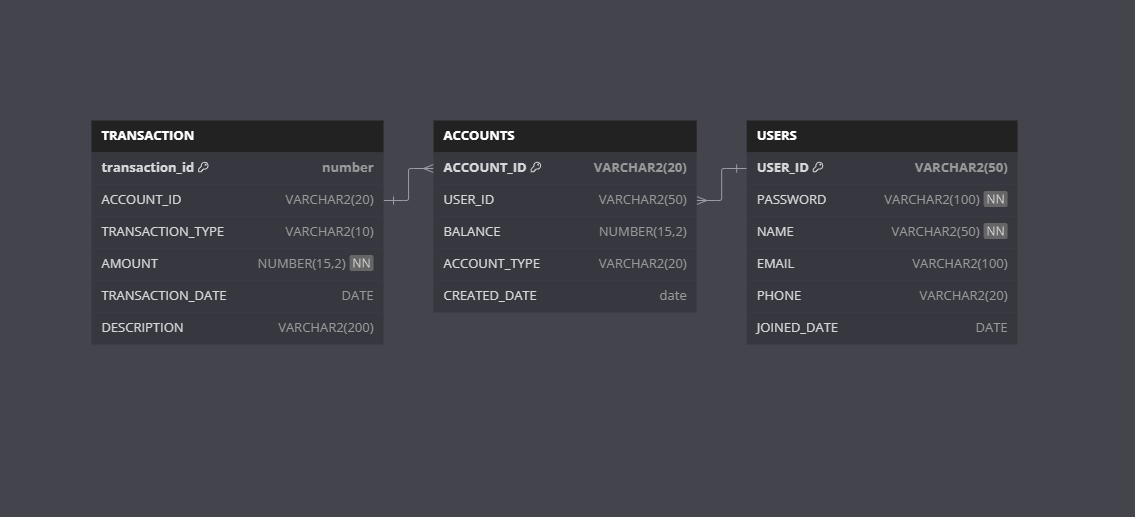 TRANSACTION
transaction_id number
ACCOUNT_ID VARCHAR2(20)
TRANSACTION_TYPE VARCHAR2(10)
AMOUNT NUMBER(15,2) NN
TRANSACTION_DATE DATE
DESCRIPTION VARCHAR2(200)
ACCOUNTS
ACCOUNT_ID VARCHAR2(20)
USER_ID VARCHAR2(50)
BALANCE NUMBER(15,2)
ACCOUNT_TYPE VARCHAR2(20)
CREATED_DATE date
USERS
USER_ID VARCHAR2(50)
PASSWORD VARCHAR2(100) NN
NAME VARCHAR2(50) NN
EMAIL VARCHAR2(100)
PHONE VARCHAR2(20)
JOINED_DATE DATE